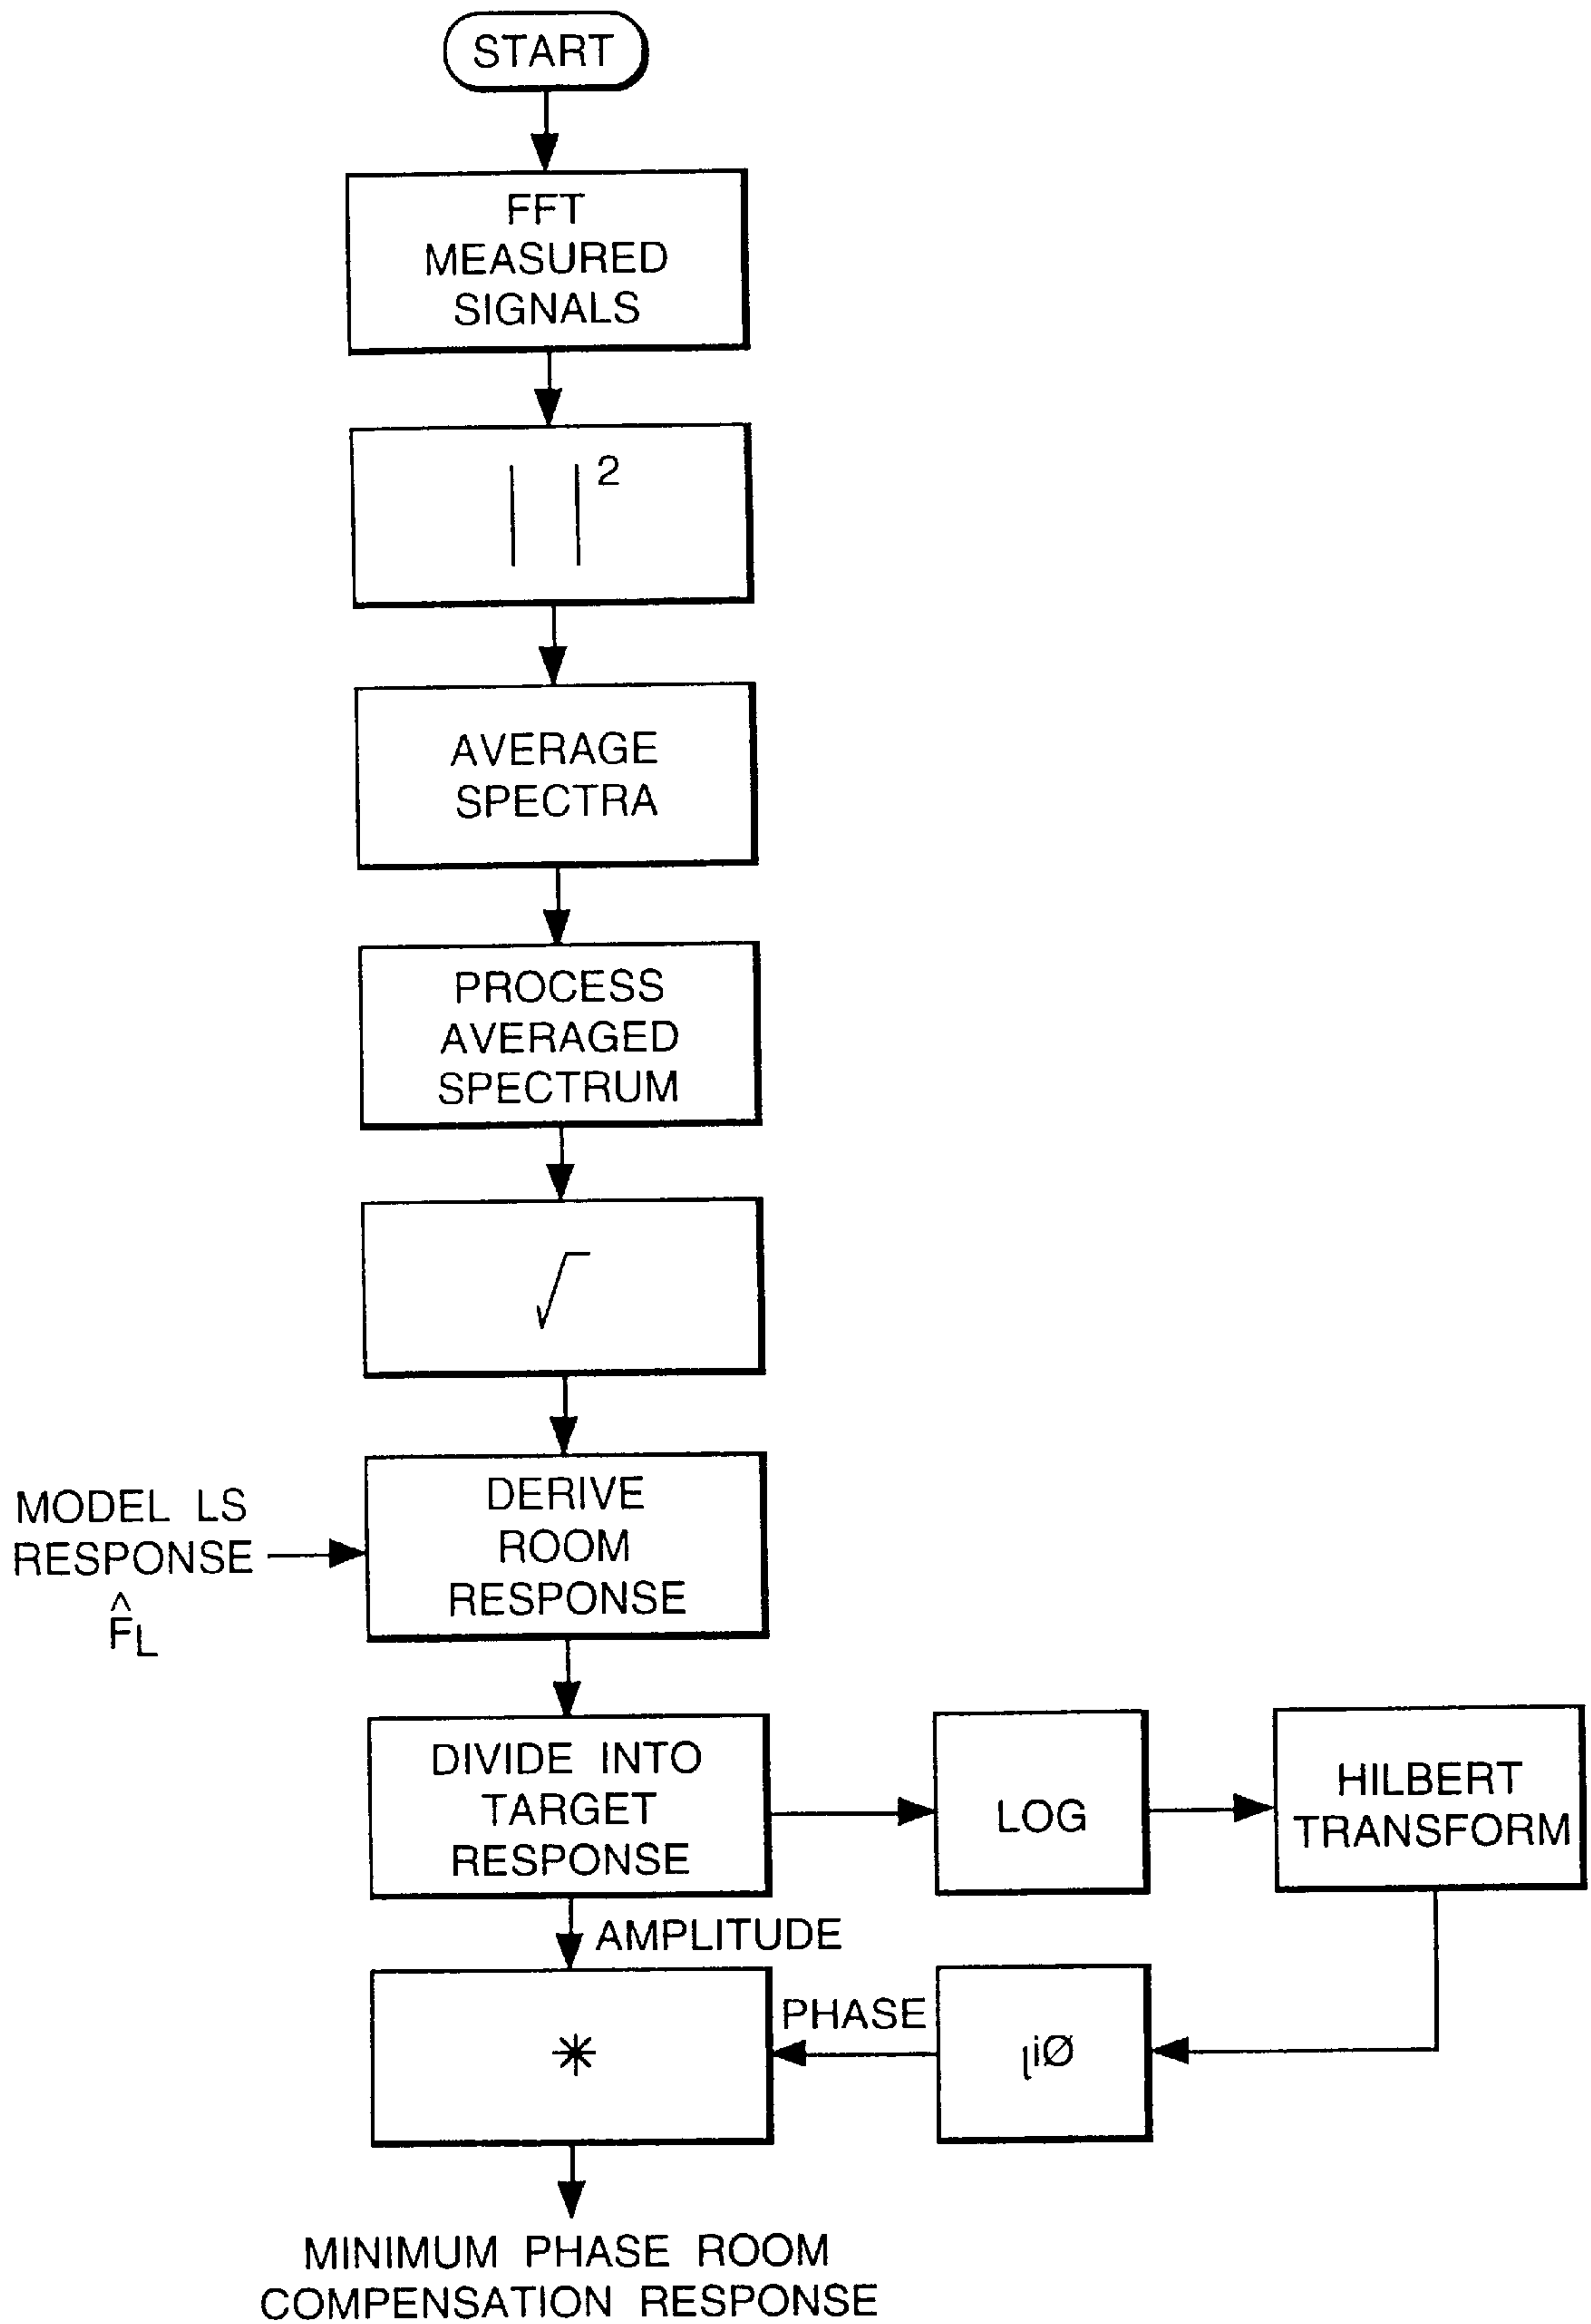 START
FFT
MEASURED
SIGNALS
| |²
AVERAGE
SPECTRA
PROCESS
AVERAGED
SPECTRUM
√
MODEL LS
RESPONSE
F̂L
DERIVE
ROOM
RESPONSE
DIVIDE INTO
TARGET
RESPONSE
LOG
HILBERT
TRANSFORM
AMPLITUDE
*
PHASE
ɭiØ
MINIMUM PHASE ROOM
COMPENSATION RESPONSE